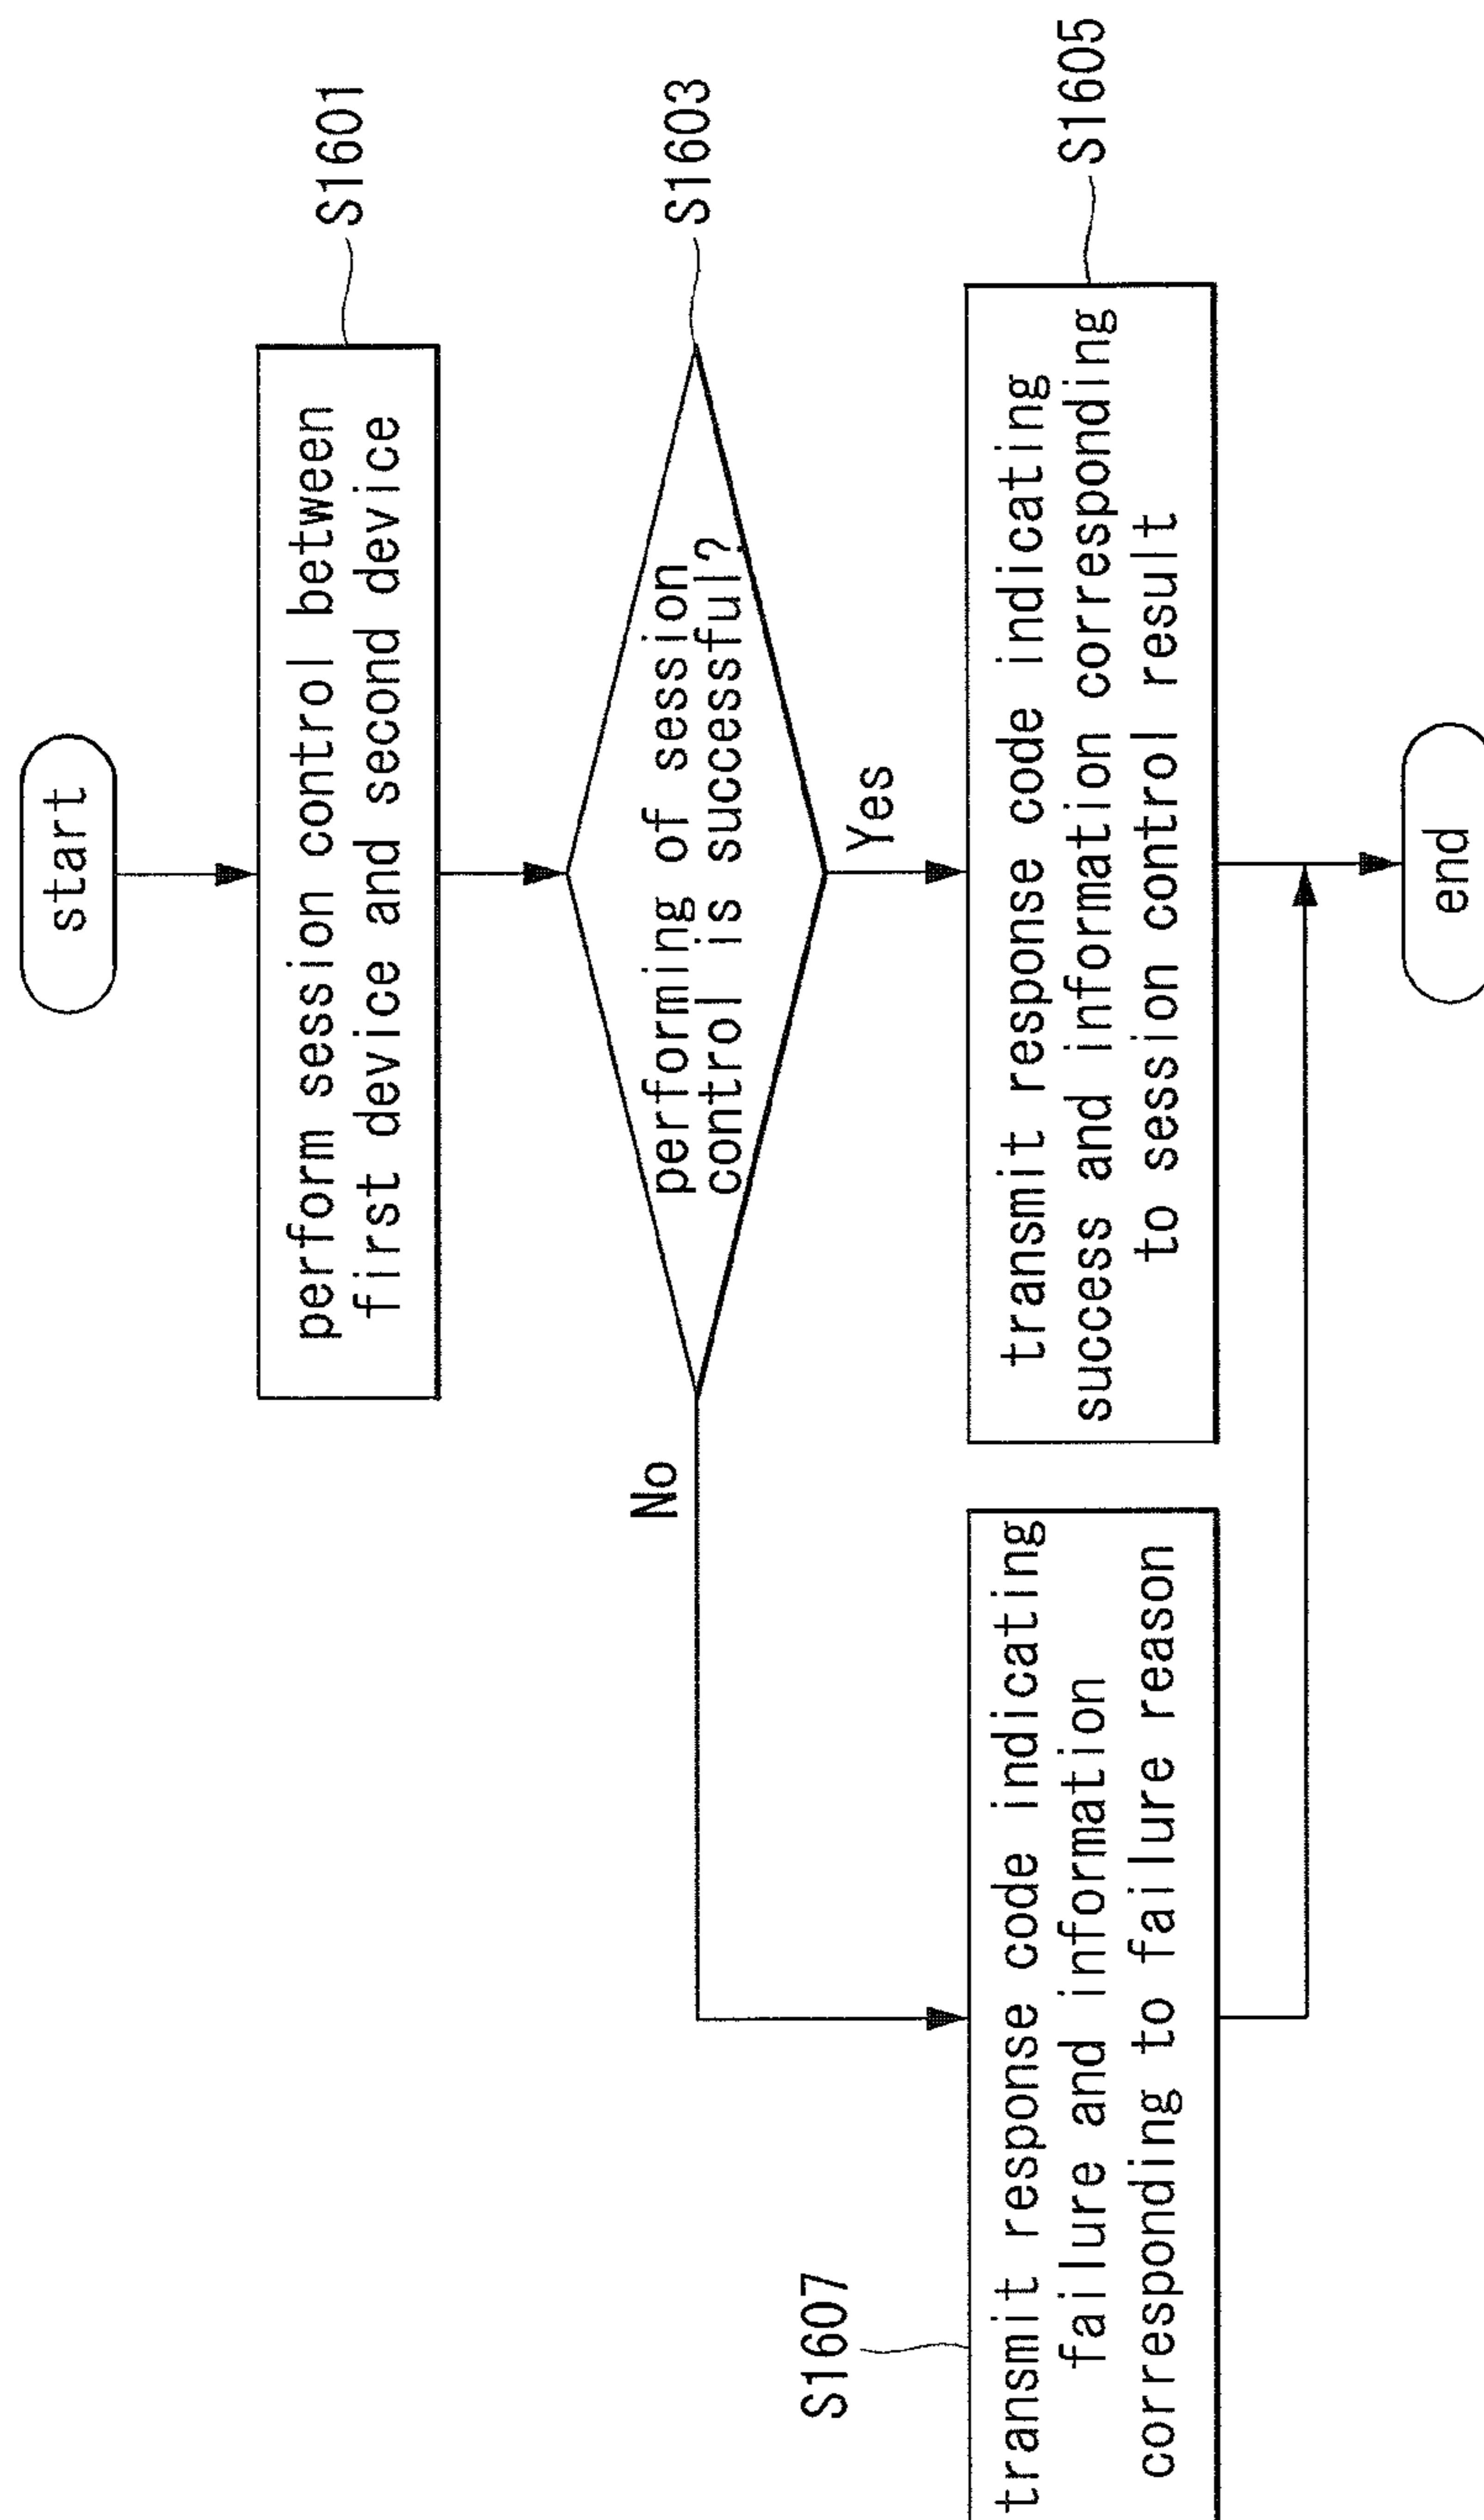 start
perform session control between
first device and second device
S1601
performing of session
control is successful?
S1603
No
Yes
S1607
transmit response code indicating
failure and information
corresponding to failure reason
transmit response code indicating
success and information corresponding
to session control result
S1605
end